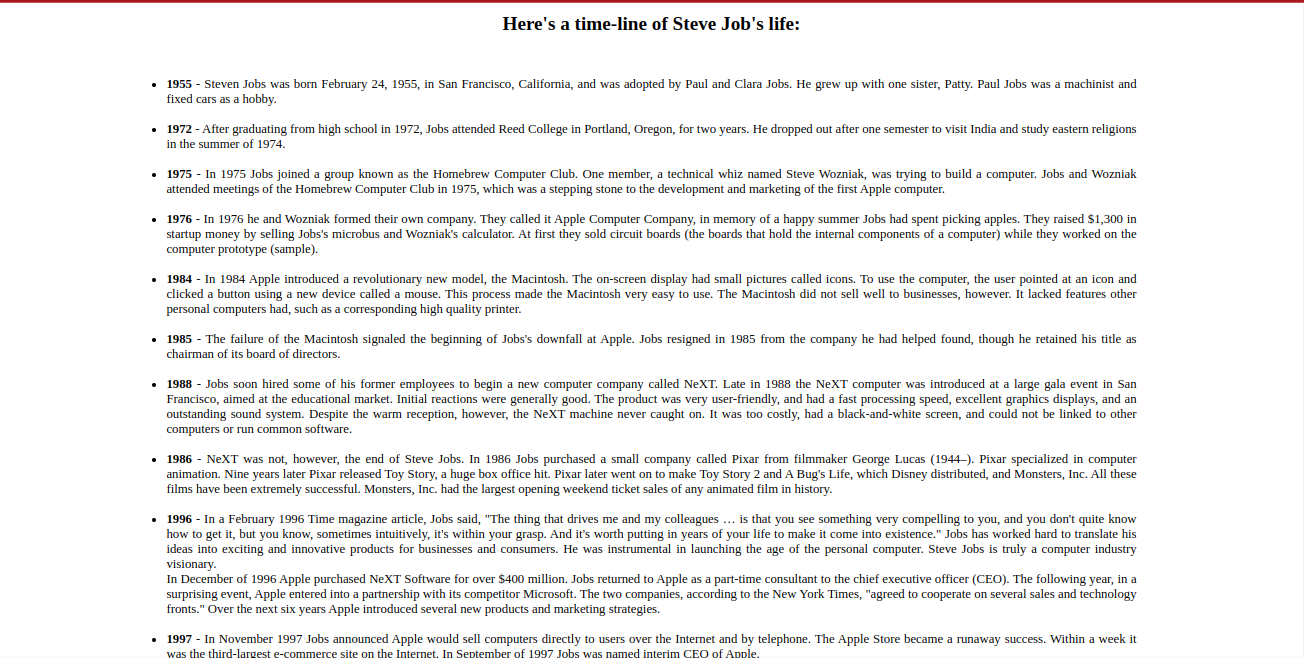 Here's a time-line of Steve Job's life:
1955 - Steven Jobs was born February 24, 1955, in San Francisco, California, and was adopted by Paul and Clara Jobs. He grew up with one sister, Patty. Paul Jobs was a machinist and
fixed cars as a hobby.
1972 - After graduating from high school in 1972, Jobs attended Reed College in Portland, Oregon, for two years. He dropped out after one semester to visit India and study eastern religions
in the summer of 1974.
1975 - In 1975 Jobs joined a group known as the Homebrew Computer Club. One member, a technical whiz named Steve Wozniak, was trying to build a computer. Jobs and Wozniak
attended meetings of the Homebrew Computer Club in 1975, which was a stepping stone to the development and marketing of the first Apple computer.
1976 - In 1976 he and Wozniak formed their own company. They called it Apple Computer Company, in memory of a happy summer Jobs had spent picking apples. They raised $1,300 in
startup money by selling Jobs's microbus and Wozniak's calculator. At first they sold circuit boards (the boards that hold the internal components of a computer) while they worked on the
computer prototype (sample).
1984 - In 1984 Apple introduced a revolutionary new model, the Macintosh. The on-screen display had small pictures called icons. To use the computer, the user pointed at an icon and
clicked a button using a new device called a mouse. This process made the Macintosh very easy to use. The Macintosh did not sell well to businesses, however. It lacked features other
personal computers had, such as a corresponding high quality printer.
1985 - The failure of the Macintosh signaled the beginning of Jobs's downfall at Apple. Jobs resigned in 1985 from the company he had helped found, though he retained his title as
chairman of its board of directors.
1988 - Jobs soon hired some of his former employees to begin a new computer company called NeXT. Late in 1988 the NeXT computer was introduced at a large gala event in San
Francisco, aimed at the educational market. Initial reactions were generally good. The product was very user-friendly, and had a fast processing speed, excellent graphics displays, and an
outstanding sound system. Despite the warm reception, however, the NeXT machine never caught on. It was too costly, had a black-and-white screen, and could not be linked to other
computers or run common software.
1986 - NeXT was not, however, the end of Steve Jobs. In 1986 Jobs purchased a small company called Pixar from filmmaker George Lucas (1944–). Pixar specialized in computer
animation. Nine years later Pixar released Toy Story, a huge box office hit. Pixar later went on to make Toy Story 2 and A Bug's Life, which Disney distributed, and Monsters, Inc. All these
films have been extremely successful. Monsters, Inc. had the largest opening weekend ticket sales of any animated film in history.
1996 - In a February 1996 Time magazine article, Jobs said, "The thing that drives me and my colleagues … is that you see something very compelling to you, and you don't quite know
how to get it, but you know, sometimes intuitively, it's within your grasp. And it's worth putting in years of your life to make it come into existence." Jobs has worked hard to translate his
ideas into exciting and innovative products for businesses and consumers. He was instrumental in launching the age of the personal computer. Steve Jobs is truly a computer industry
visionary.
In December of 1996 Apple purchased NeXT Software for over $400 million. Jobs returned to Apple as a part-time consultant to the chief executive officer (CEO). The following year, in a
surprising event, Apple entered into a partnership with its competitor Microsoft. The two companies, according to the New York Times, "agreed to cooperate on several sales and technology
fronts." Over the next six years Apple introduced several new products and marketing strategies.
1997 - In November 1997 Jobs announced Apple would sell computers directly to users over the Internet and by telephone. The Apple Store became a runaway success. Within a week it
was the third-largest e-commerce site on the Internet. In September of 1997 Jobs was named interim CEO of Apple.